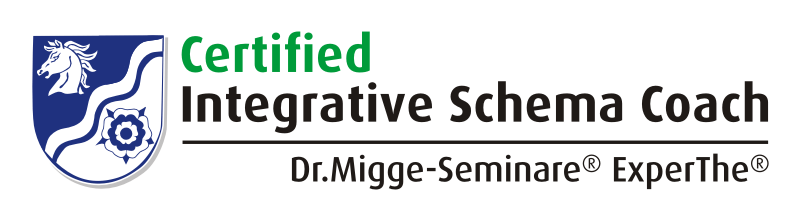 Certified
Integrative Schema Coach
Dr.Migge-Seminare® ExperThe®